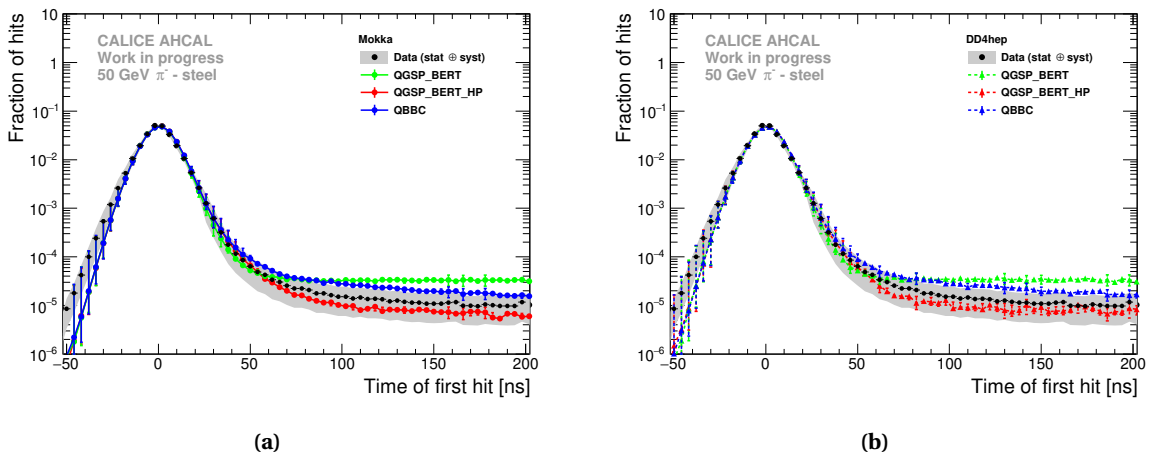 Fraction of hits
10
1
10⁻¹
10⁻²
10⁻³
10⁻⁴
10⁻⁵
10⁻⁶
CALICE AHCAL
Work in progress
50 GeV π⁻ - steel
Mokka
Data (stat ⊕ syst)
QGSP_BERT
QGSP_BERT_HP
QBBC
−50 0 50 100 150 200
Time of first hit [ns]
(a)
Fraction of hits
10
1
10⁻¹
10⁻²
10⁻³
10⁻⁴
10⁻⁵
10⁻⁶
CALICE AHCAL
Work in progress
50 GeV π⁻ - steel
DD4hep
Data (stat ⊕ syst)
QGSP_BERT
QGSP_BERT_HP
QBBC
−50 0 50 100 150 200
Time of first hit [ns]
(b)